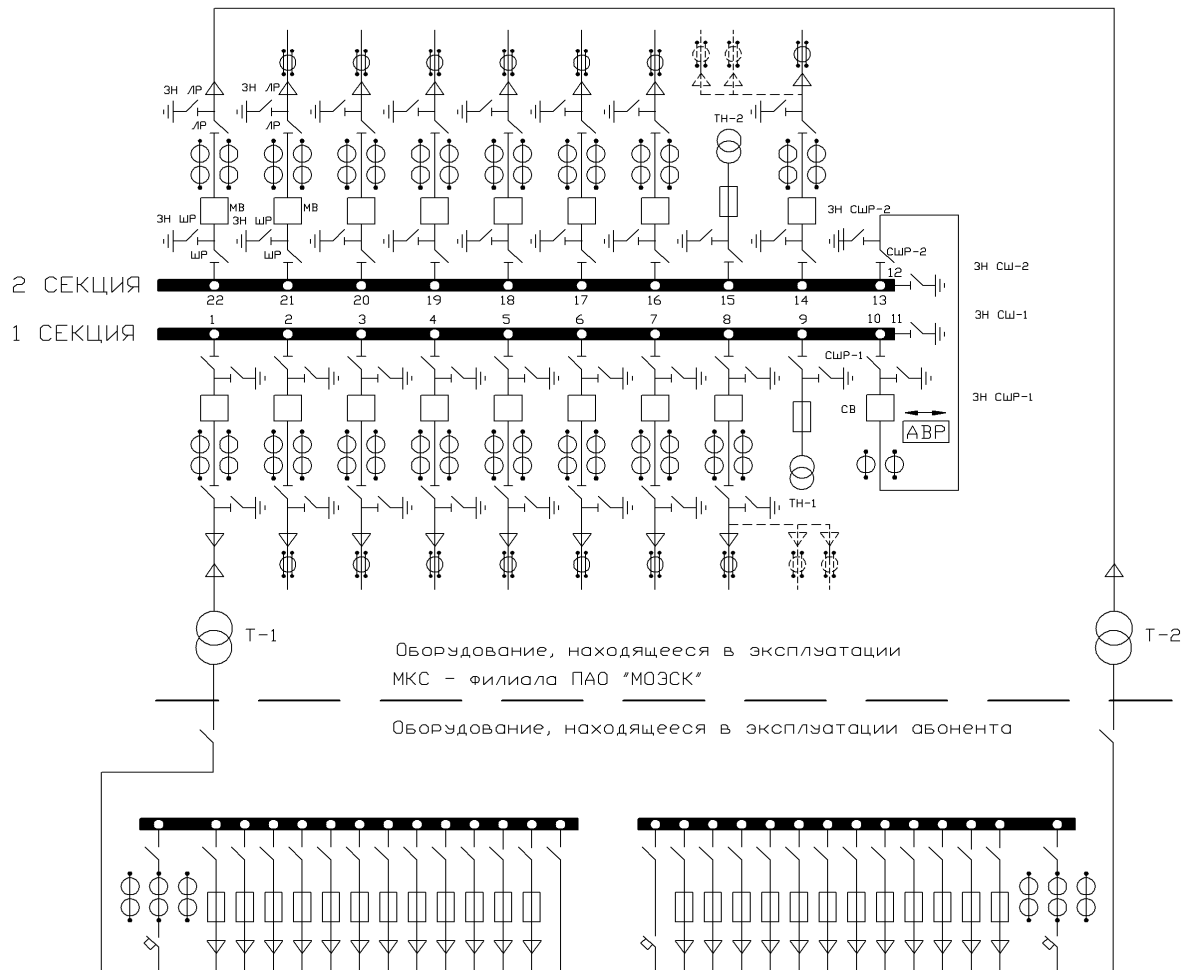 ЗН ЛР
ЗН ЛР
ТН-2
ЛР
ЛР
МВ
МВ
ЗН СШР-2
ЗН ШР
ЗН ШР
ШР
ШР
СШР-2
ЗН СШ-2
12
2 СЕКЦИЯ
22 21 20 19 18 17 16 15 14 13
1 2 3 4 5 6 7 8 9 10 11
ЗН СШ-1
1 СЕКЦИЯ
СШР-1
ЗН СШР-1
СВ
АВР
ТН-1
Т-1
Т-2
Оборудование, находящееся в эксплуатации
МКС - филиала ПАО "МОЭСК"
Оборудование, находящееся в эксплуатации абонента